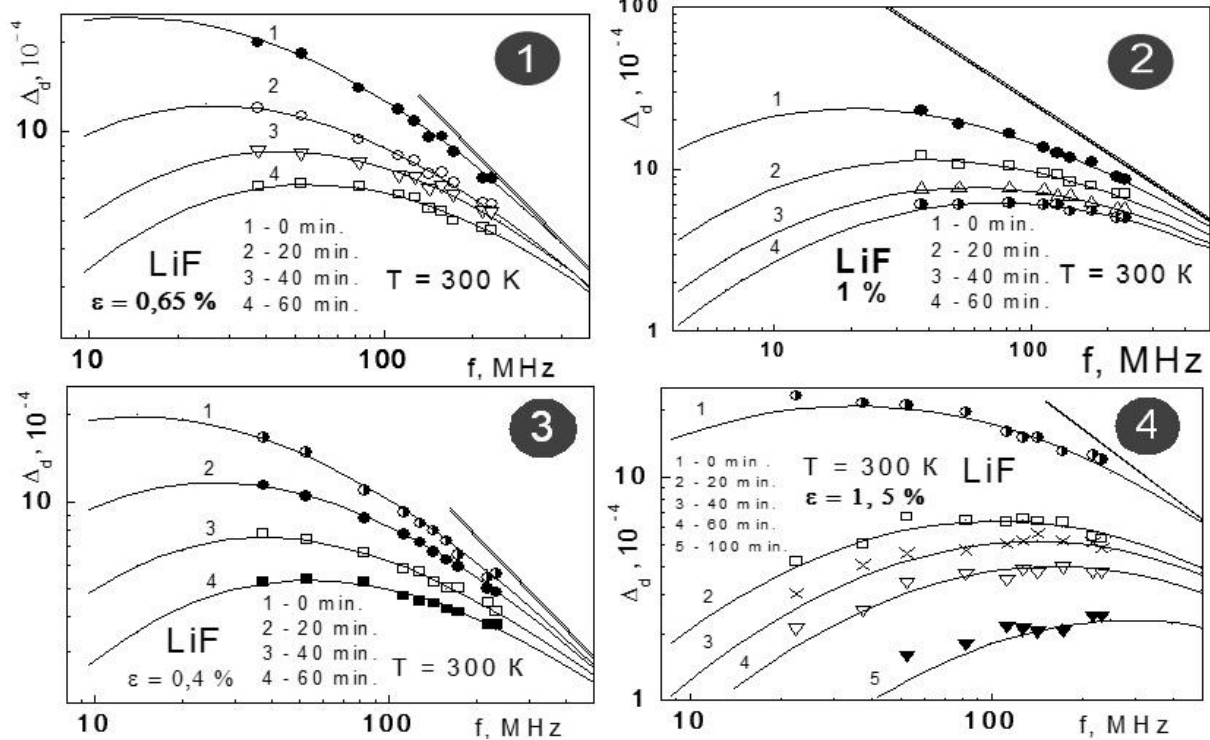 1
Δd, 10⁻⁴
10
1
2
3
4
1 - 0 min.
2 - 20 min.
3 - 40 min.
4 - 60 min.
LiF
ε = 0,65 %
T = 300 K
10
100
f, MHz
2
Δd, 10⁻⁴
100
10
1
1
2
3
4
1 - 0 min.
2 - 20 min.
3 - 40 min.
4 - 60 min.
LiF
1 %
T = 300 K
10
100
f, MHz
3
Δd, 10⁻⁴
10
1
2
3
4
1 - 0 min.
2 - 20 min.
3 - 40 min.
4 - 60 min.
LiF
ε = 0,4 %
T = 300 K
10
100
f, MHz
4
Δd, 10⁻⁴
10
1
1
2
3
4
5
1 - 0 min.
2 - 20 min.
3 - 40 min.
4 - 60 min.
5 - 100 min.
T = 300 K LiF
ε = 1, 5 %
10
100
f, MHz